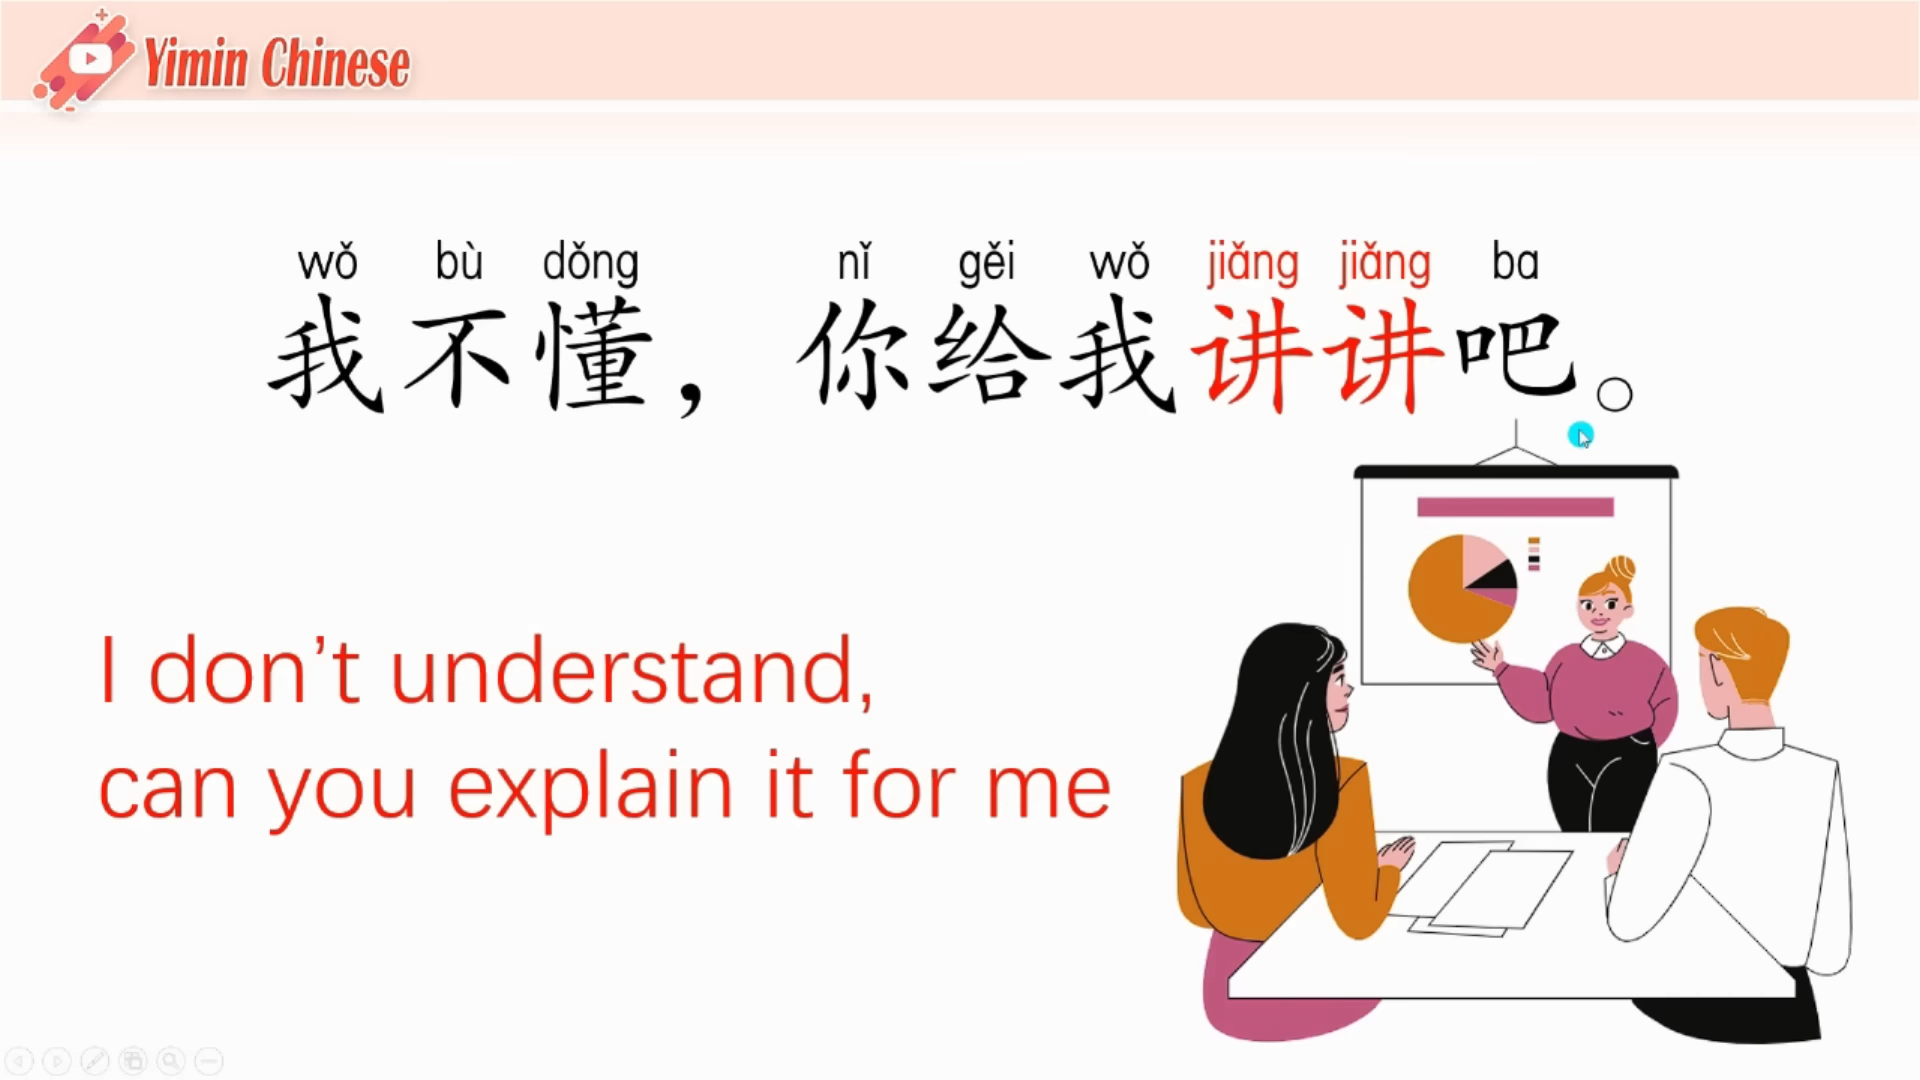 Yimin Chinese
wǒ bù dǒng nǐ gěi wǒ jiǎng jiǎng ba
我不懂，你给我讲讲吧。
I don’t understand,
can you explain it for me